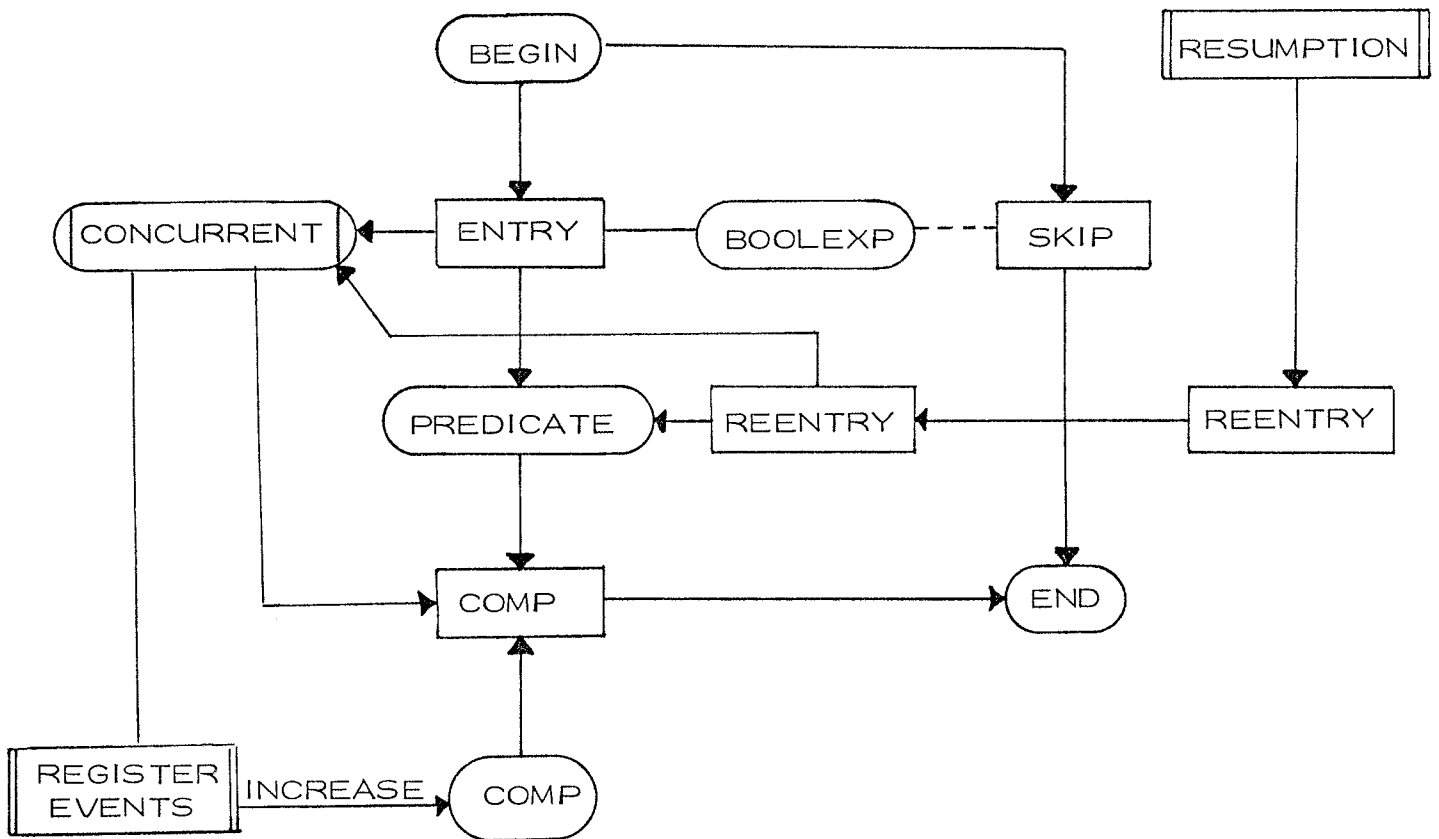 BEGIN
RESUMPTION
CONCURRENT
ENTRY
BOOLEXP
SKIP
PREDICATE
REENTRY
REENTRY
COMP
END
REGISTER
EVENTS
INCREASE
COMP